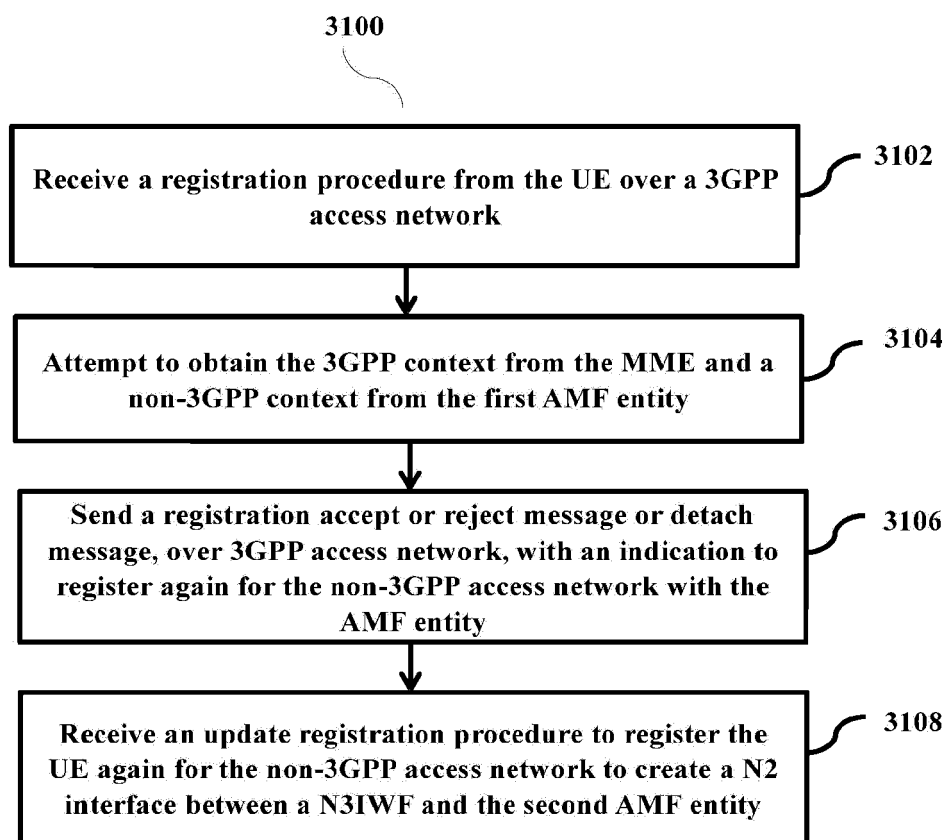 3100
Receive a registration procedure from the UE over a 3GPP
access network
3102
Attempt to obtain the 3GPP context from the MME and a
non-3GPP context from the first AMF entity
3104
Send a registration accept or reject message or detach
message, over 3GPP access network, with an indication to
register again for the non-3GPP access network with the
AMF entity
3106
Receive an update registration procedure to register the
UE again for the non-3GPP access network to create a N2
interface between a N3IWF and the second AMF entity
3108